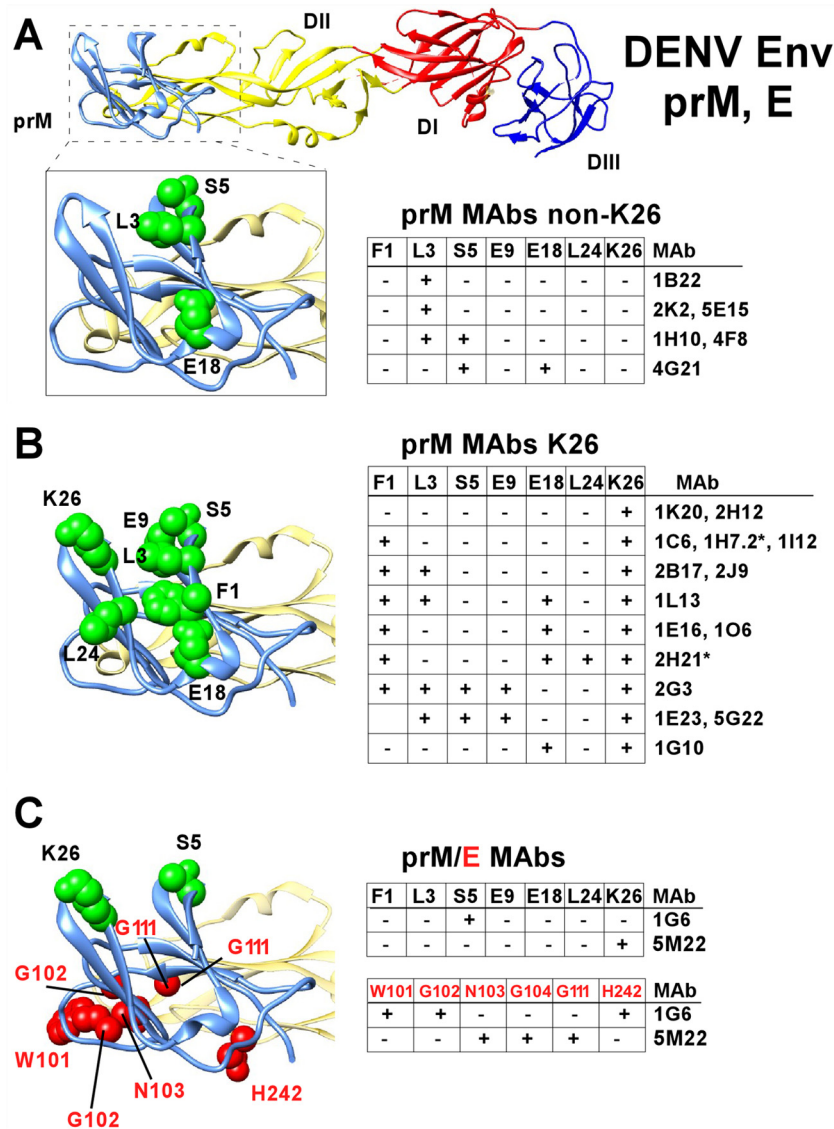 A
DII
DENV Env
prM, E
prM
DI
DIII
S5
L3
E18
prM MAbs non-K26
F1 L3 S5 E9 E18 L24 K26 MAb
- + - - - - - 1B22
- + - - - - - 2K2, 5E15
- + + - - - - 1H10, 4F8
- - + - + - - 4G21
B
K26
E9
S5
L3
F1
L24
E18
prM MAbs K26
F1 L3 S5 E9 E18 L24 K26 MAb
- - - - - - + 1K20, 2H12
+ - - - - - + 1C6, 1H7.2*, 1I12
+ + - - - - + 2B17, 2J9
+ + - - + - + 1L13
+ - - - + - + 1E16, 1O6
+ - - - + + + 2H21*
+ + + + - - + 2G3
+ + + - - + 1E23, 5G22
- - - - + - + 1G10
C
K26
S5
G111
G111
G102
W101
N103
G102
H242
prM/E MAbs
F1 L3 S5 E9 E18 L24 K26 MAb
- - + - - - - 1G6
- - - - - - + 5M22
W101 G102 N103 G104 G111 H242 MAb
+ + - - - + 1G6
- - + + + - 5M22